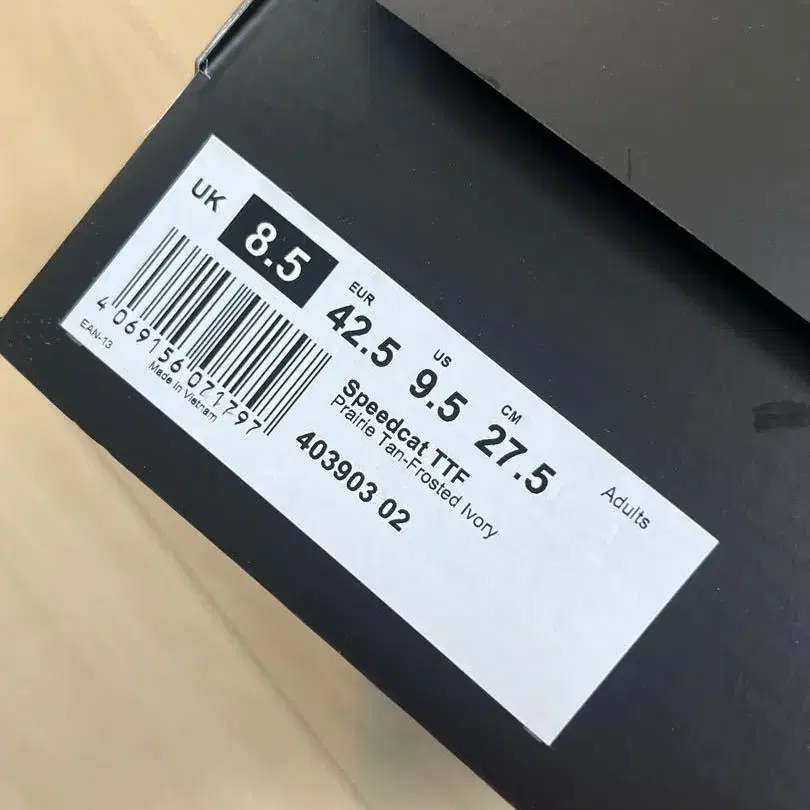 UK 8.5
EUR 42.5
US 9.5
CM 27.5
Adults
4 069156 071797
EAN-13
Made in Vietnam
Speedcat TTF
Prairie Tan-Frosted Ivory
403903 02